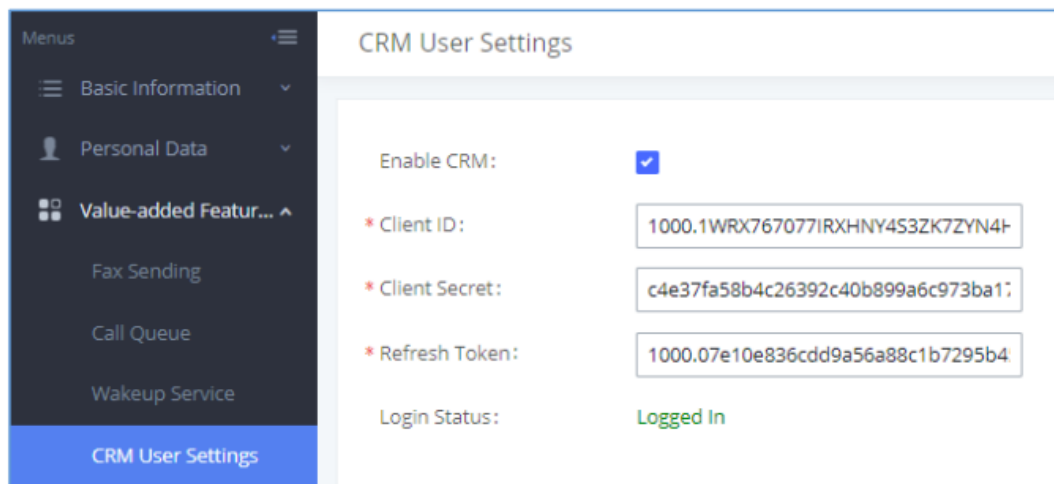 Menus
Basic Information
Personal Data
Value-added Featur...
Fax Sending
Call Queue
Wakeup Service
CRM User Settings
CRM User Settings
Enable CRM:
* Client ID: 1000.1WRX767077IRXHNY4S3ZK7ZYN4H
* Client Secret: c4e37fa58b4c26392c40b899a6c973ba17
* Refresh Token: 1000.07e10e836cdd9a56a88c1b7295b4
Login Status: Logged In